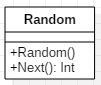 Random
+Random()
+Next(): Int